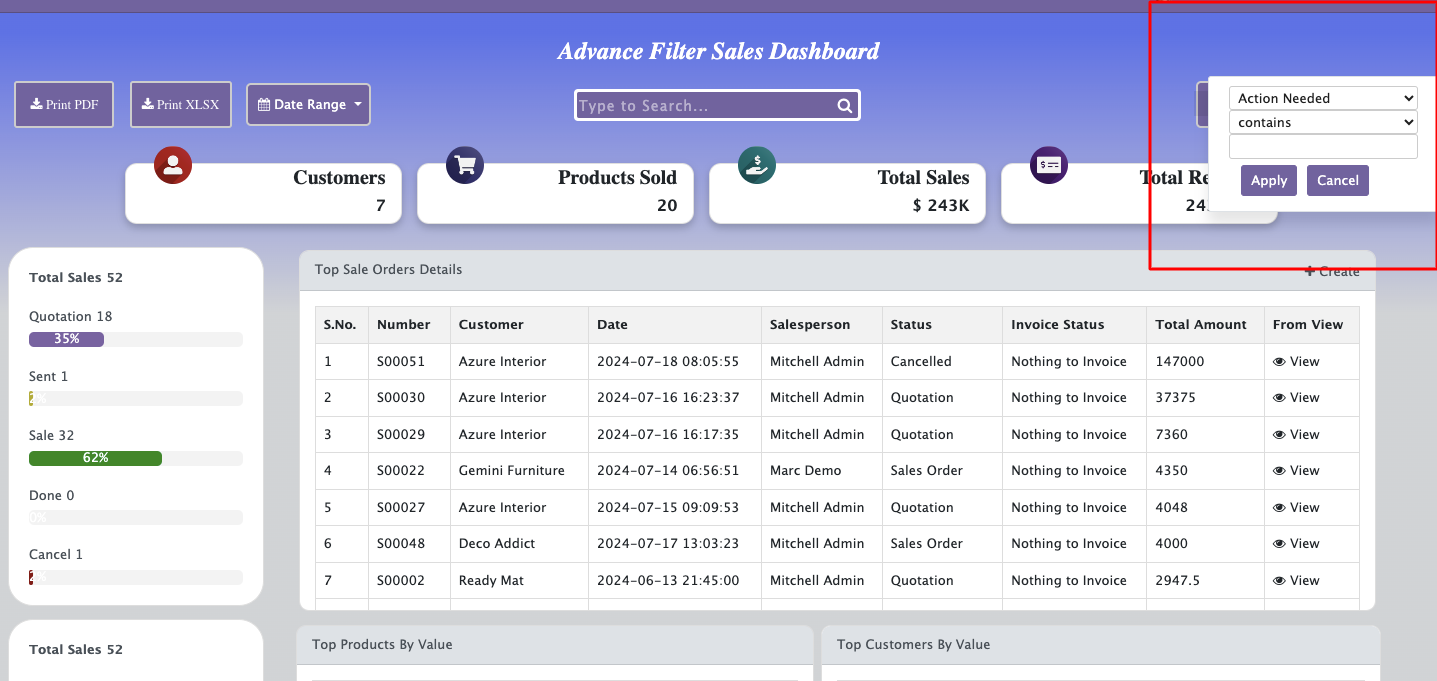 Advance Filter Sales Dashboard
Print PDF
Print XLSX
Date Range
Type to Search...
Action Needed
contains
Apply Cancel
Customers
7
Products Sold
20
Total Sales
$ 243K
Total
Total Sales 52
Quotation 18
35%
Sent 1
Sale 32
62%
Done 0
0%
Cancel 1
Top Sale Orders Details
Create
S.No. Number Customer Date Salesperson Status Invoice Status Total Amount From View
1 S00051 Azure Interior 2024-07-18 08:05:55 Mitchell Admin Cancelled Nothing to Invoice 147000 View
2 S00030 Azure Interior 2024-07-16 16:23:37 Mitchell Admin Quotation Nothing to Invoice 37375 View
3 S00029 Azure Interior 2024-07-16 16:17:35 Mitchell Admin Quotation Nothing to Invoice 7360 View
4 S00022 Gemini Furniture 2024-07-14 06:56:51 Marc Demo Sales Order Nothing to Invoice 4350 View
5 S00027 Azure Interior 2024-07-15 09:09:53 Mitchell Admin Quotation Nothing to Invoice 4048 View
6 S00048 Deco Addict 2024-07-17 13:03:23 Mitchell Admin Sales Order Nothing to Invoice 4000 View
7 S00002 Ready Mat 2024-06-13 21:45:00 Mitchell Admin Quotation Nothing to Invoice 2947.5 View
Total Sales 52
Top Products By Value
Top Customers By Value